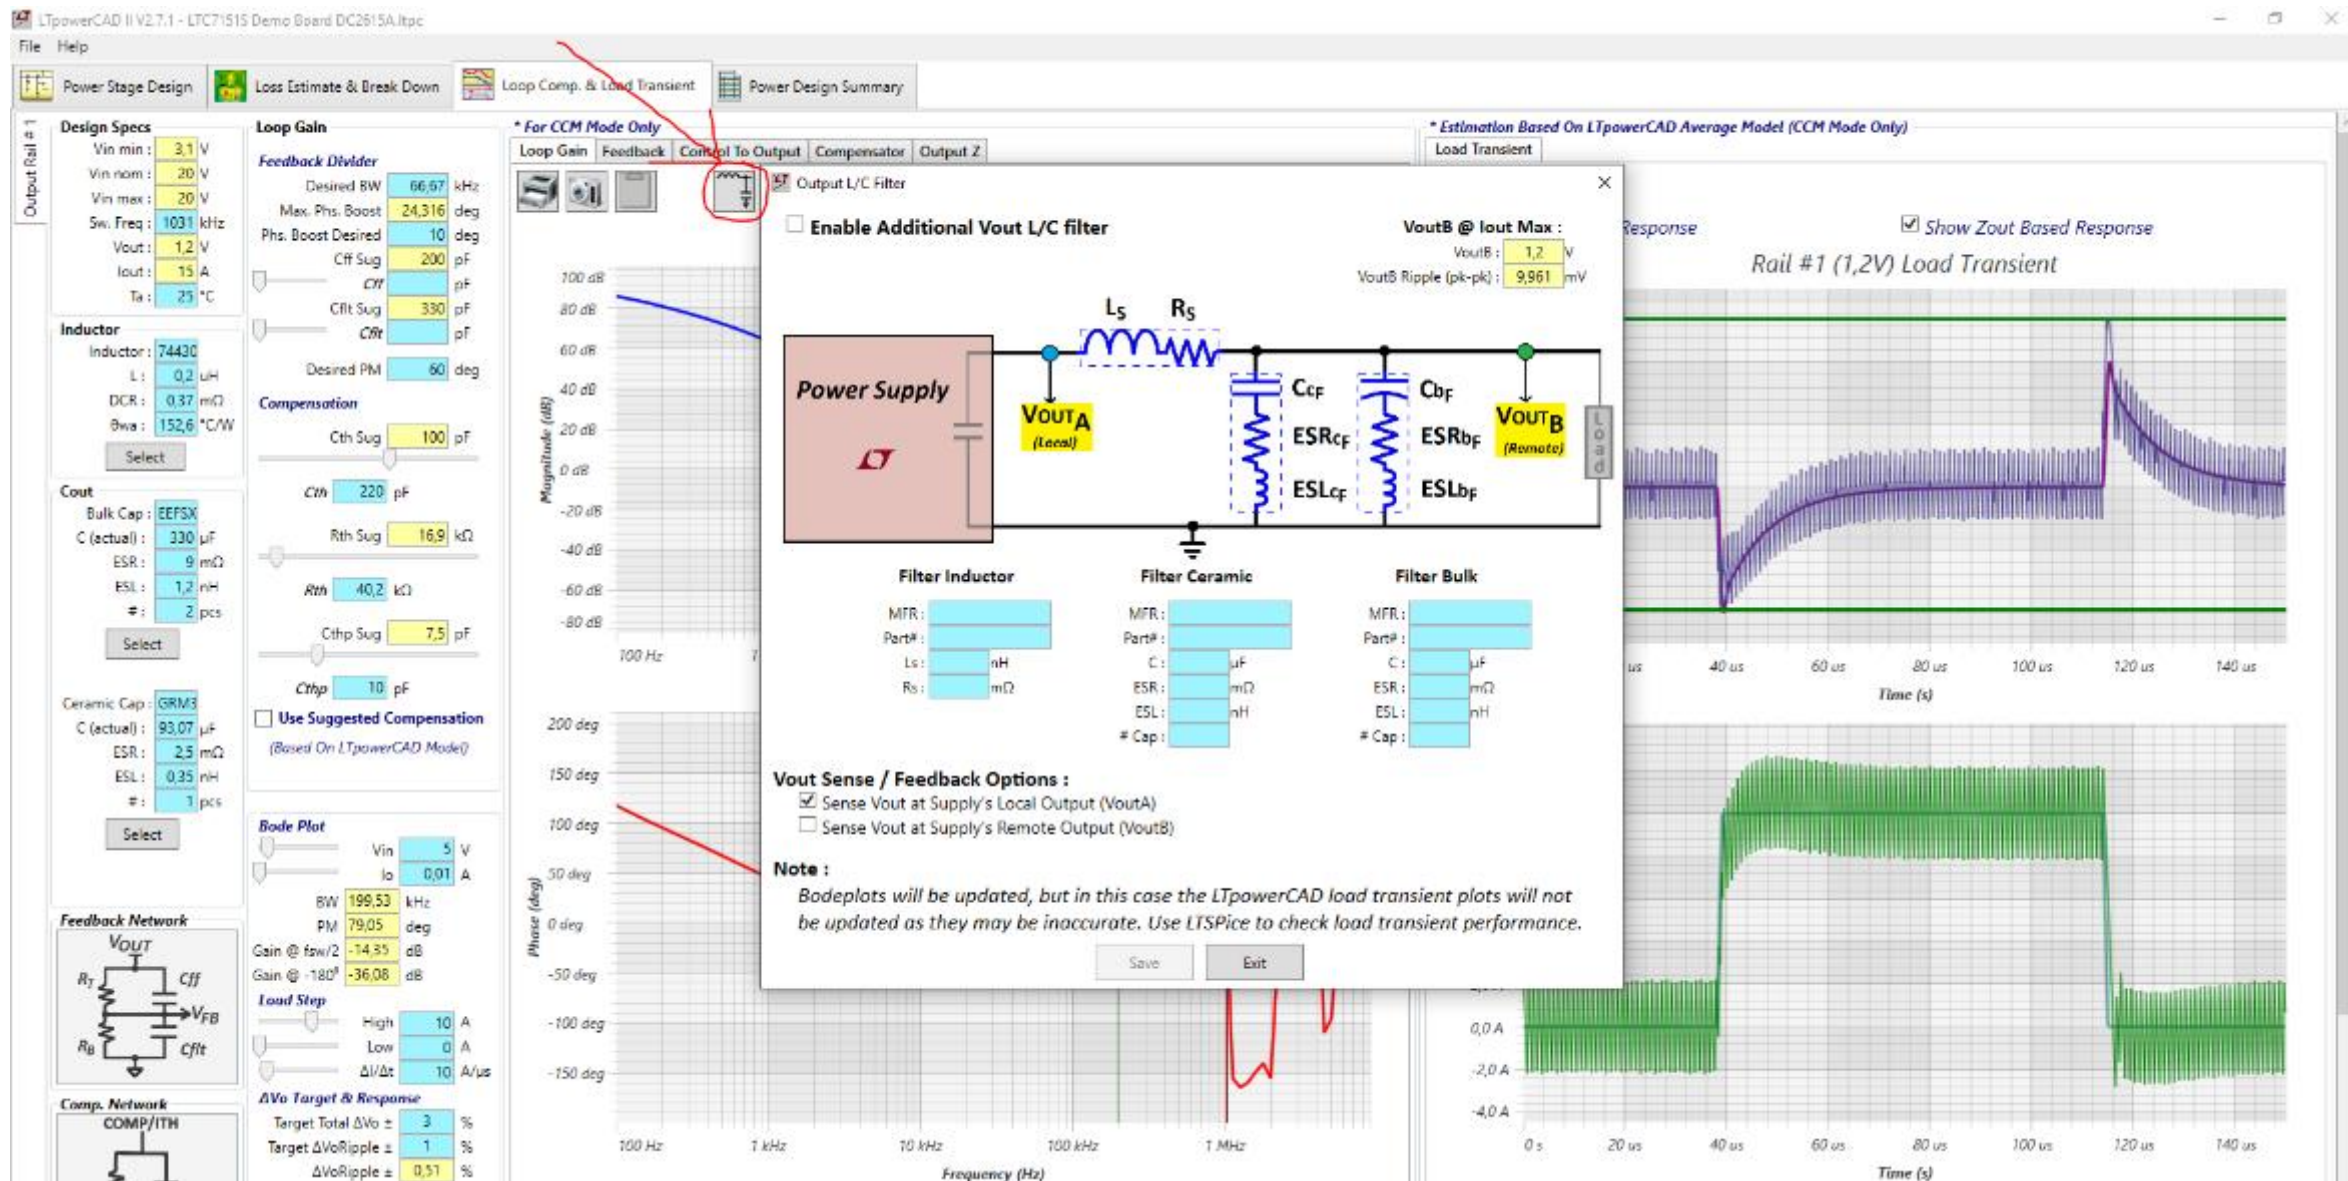 LTpowerCAD II V2.7.1 - LTC7151S Demo Board DC2615A.ltpc
File Help
Power Stage Design Loss Estimate & Break Down Loop Comp. & Load Transient Power Design Summary
Output Rail # 1
Design Specs
Vin min : 3,1 V
Vin nom : 20 V
Vin max : 20 V
Sw. Freq : 1031 kHz
Vout : 1,2 V
Iout : 15 A
Ta : 25 °C
Inductor
Inductor : 74430
L : 0,2 uH
DCR : 0,37 mΩ
θwa : 152,6 °C/W
Select
Cout
Bulk Cap : EEFSX
C (actual) : 330 µF
ESR : 9 mΩ
ESL : 1,2 nH
# : 2 pcs
Select
Ceramic Cap : GRM3
C (actual) : 93,07 µF
ESR : 2,5 mΩ
ESL : 0,35 nH
# : 1 pcs
Select
Feedback Network
VOUT
RT Cff
VFB
RB Cflt
Comp. Network
COMP/ITH
Loop Gain
Feedback Divider
Desired BW 66,67 kHz
Max. Phs. Boost 24,316 deg
Phs. Boost Desired 10 deg
Cff Sug 200 pF
Cff pF
Cflt Sug 330 pF
Cflt pF
Desired PM 60 deg
Compensation
Cth Sug 100 pF
Cth 220 pF
Rth Sug 16,9 kΩ
Rth 40,2 kΩ
Cthp Sug 7,5 pF
Cthp 10 pF
Use Suggested Compensation
(Based On LTpowerCAD Model)
Bode Plot
Vin 5 V
Io 0,01 A
BW 199,53 kHz
PM 79,05 deg
Gain @ fsw/2 -14,35 dB
Gain @ -180° -36,08 dB
Load Step
High 10 A
Low 0 A
ΔI/Δt 10 A/µs
ΔVo Target & Response
Target Total ΔVo ± 3 %
Target ΔVoRipple ± 1 %
ΔVoRipple ± 0,51 %
* For CCM Mode Only
Loop Gain Feedback Control To Output Compensator Output Z
Magnitude (dB)
100 dB
80 dB
60 dB
40 dB
20 dB
0 dB
-20 dB
-40 dB
-60 dB
-80 dB
100 Hz 1
Phase (deg)
200 deg
150 deg
100 deg
50 deg
0 deg
-50 deg
-100 deg
-150 deg
100 Hz 1 kHz 10 kHz 100 kHz 1 MHz
Frequency (Hz)
Output L/C Filter
Enable Additional Vout L/C filter
VoutB @ Iout Max :
VoutB : 1,2 V
VoutB Ripple (pk-pk) : 9,961 mV
LS RS
Power Supply
VOUTA
(Local)
CCF CbF
ESRCF ESRbF
ESLCF ESLbF
VOUTB
(Remote)
Load
Filter Inductor
MFR :
Part# :
Ls : nH
Rs : mΩ
Filter Ceramic
MFR :
Part# :
C : µF
ESR : mΩ
ESL : nH
# Cap :
Filter Bulk
MFR :
Part# :
C : µF
ESR : mΩ
ESL : nH
# Cap :
Vout Sense / Feedback Options :
Sense Vout at Supply's Local Output (VoutA)
Sense Vout at Supply's Remote Output (VoutB)
Note :
Bodeplots will be updated, but in this case the LTpowerCAD load transient plots will not
be updated as they may be inaccurate. Use LTSPice to check load transient performance.
Save Exit
* Estimation Based On LTpowerCAD Average Model (CCM Mode Only)
Load Transient
Response Show Zout Based Response
Rail #1 (1,2V) Load Transient
us 40 us 60 us 80 us 100 us 120 us 140 us
Time (s)
0,0 A
-2,0 A
-4,0 A
0 s 20 us 40 us 60 us 80 us 100 us 120 us 140 us
Time (s)